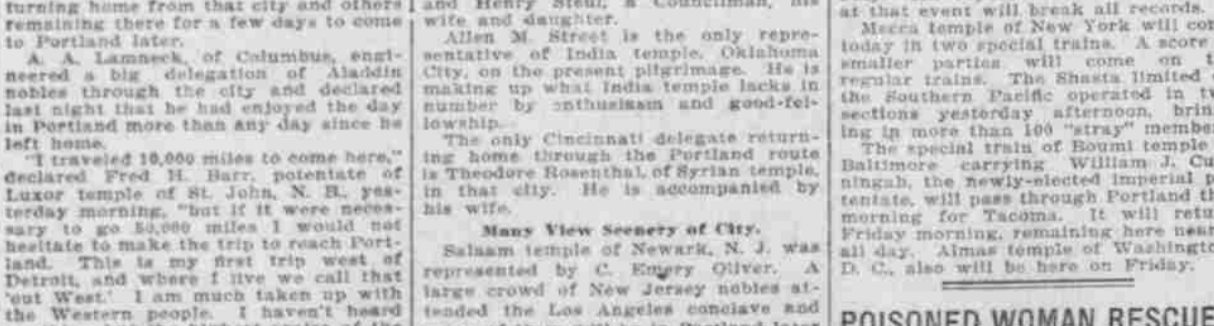 turning home from that city and others
remaining there for a few days to come
to Portland later.
A. A. Lamneck, of Columbus, engi-
neered a big delegation of Aladdin
nobles through the city and declared
last night that he had enjoyed the day
in Portland more than any day since he
left home.
"I traveled 10,000 miles to come here,"
declared Fred H. Barr, potentate of
Luxor temple of St. John, N. B., yes-
terday morning, "but if it were neces-
sary to go 50,000 miles I would not
hesitate to make the trip to reach Port-
land. This is my first trip west of
Detroit, and where I live we call that
'out West.' I am much taken up with
the Western people. I haven't heard
and Henry Steul, a Councilman, his
wife and daughter.
Allen M. Street is the only repre-
sentative of India temple, Oklahoma
City, on the present pilgrimage. He is
making up what India temple lacks in
number by enthusiasm and good-fel-
lowship.
The only Cincinnati delegate return-
ing home through the Portland route
is Theodore Rosenthal, of Syrian temple,
in that city. He is accompanied by
his wife.
Many View Scenery of City.
Salaam temple of Newark, N. J. was
represented by C. Emery Oliver. A
large crowd of New Jersey nobles at-
tended the Los Angeles conclave and
at that event will break all records.
Mecca temple of New York will com
today in two special trains. A score
smaller parties will come on t
regular trains. The Shasta limited
the Southern Pacific operated in tw
sections yesterday afternoon, brin
ing in more than 100 "stray" member
The special train of Boumi temple
Baltimore carrying William J. Cu
ningah, the newly-elected imperial p
tentate, will pass through Portland th
morning for Tacoma. It will retu
Friday morning, remaining here near
all day. Almas temple of Washingto
D. C., also will be here on Friday.
POISONED WOMAN RESCUE